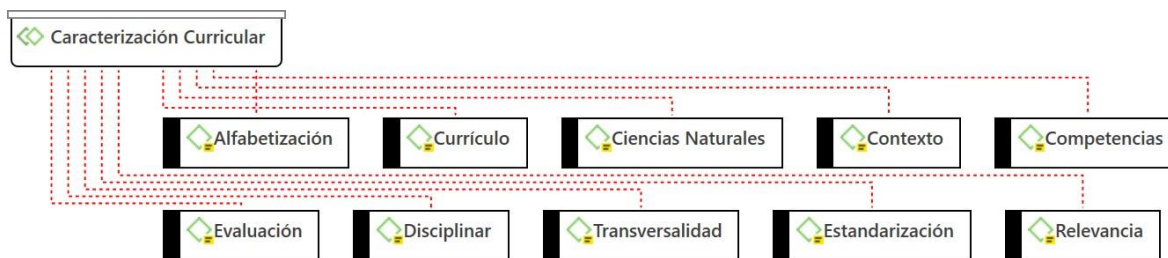 Caracterización Curricular
Alfabetización
Currículo
Ciencias Naturales
Contexto
Competencias
Evaluación
Disciplinar
Transversalidad
Estandarización
Relevancia